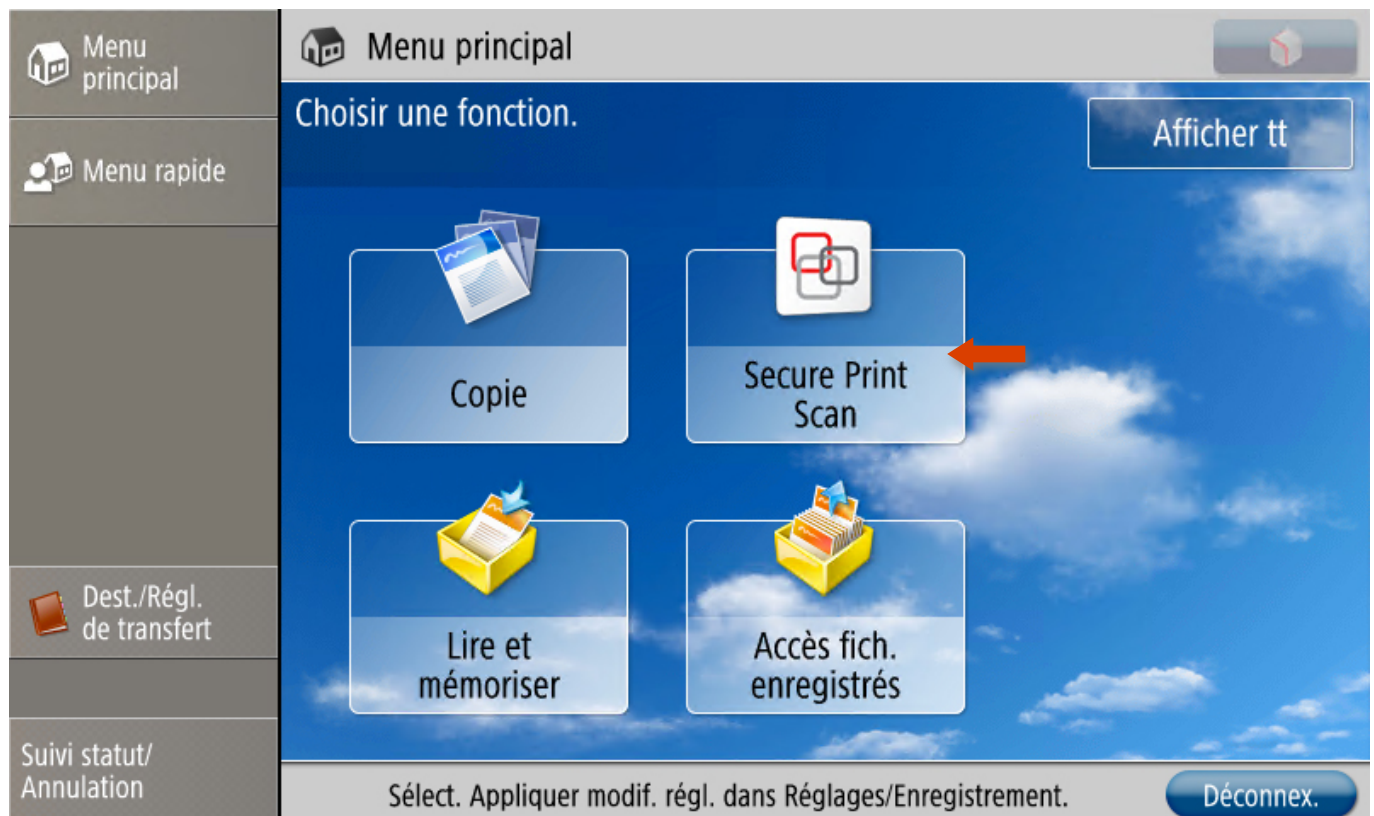 Menu
principal
Menu rapide
Dest./Régl.
de transfert
Suivi statut/
Annulation
Menu principal
Choisir une fonction.
Afficher tt
Copie
Secure Print
Scan
Lire et
mémoriser
Accès fich.
enregistrés
Sélect. Appliquer modif. régl. dans Réglages/Enregistrement.
Déconnex.